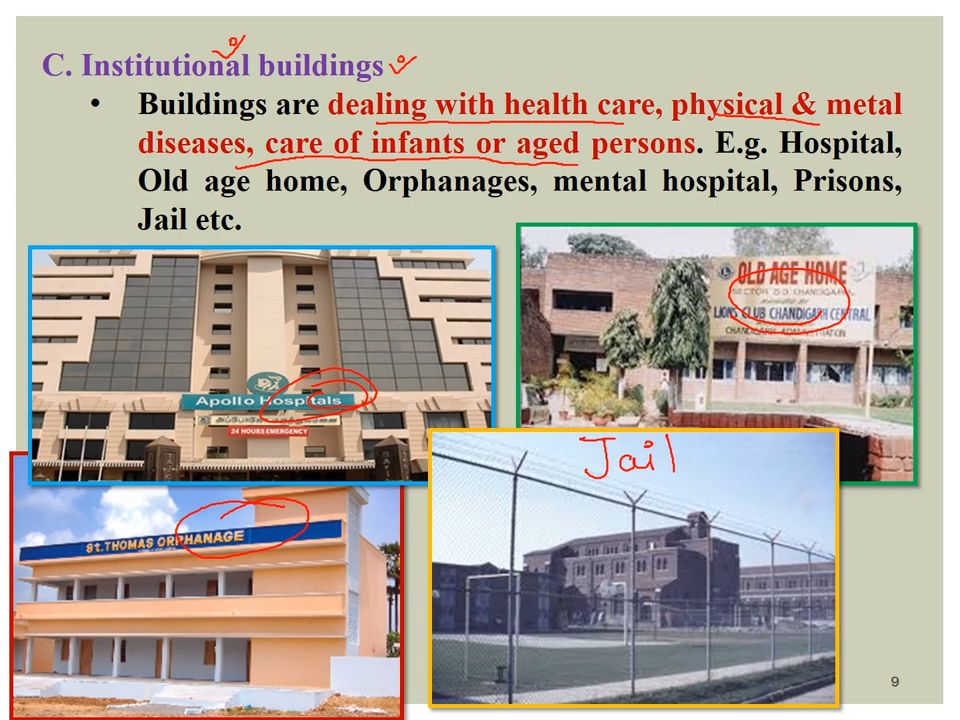 C. Institutional buildings
• Buildings are dealing with health care, physical & metal
diseases, care of infants or aged persons. E.g. Hospital,
Old age home, Orphanages, mental hospital, Prisons,
Jail etc.
OLD AGE HOME
LIONS CLUB CHANDIGARH CENTRAL
CHANDIGARH ADMINISTRATION
Apollo Hospitals
24 HOURS EMERGENCY
Jail
St. THOMAS ORPHANAGE
9